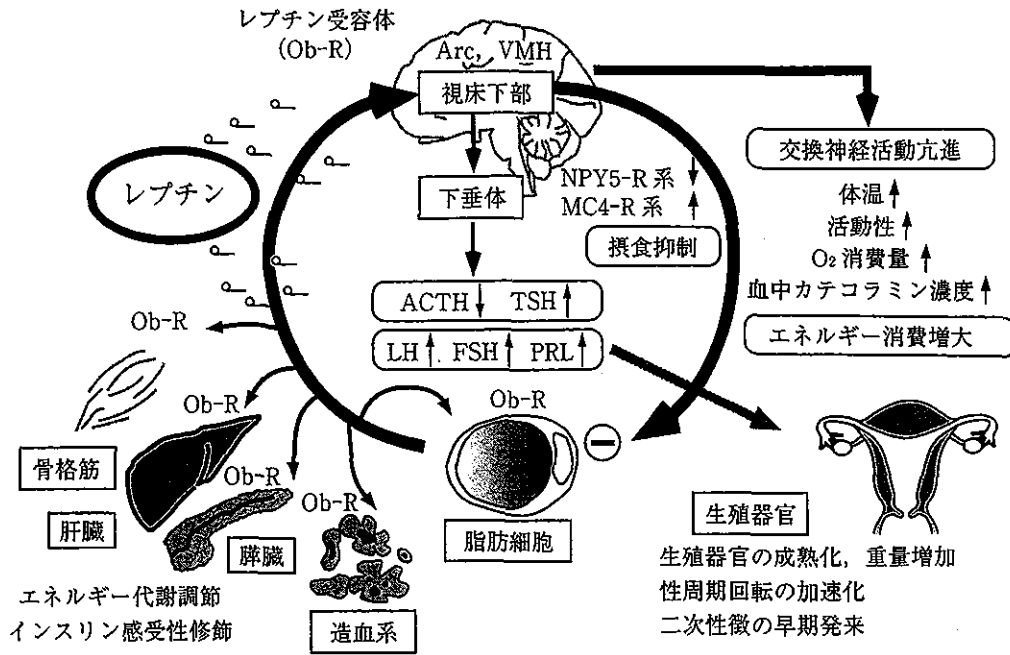 レプチン受容体
(Ob-R)
Arc, VMH
視床下部
レプチン
下垂体
NPY5-R 系↓
MC4-R 系↑
摂食抑制
交換神経活動亢進
体温↑
活動性↑
O₂ 消費量↑
血中カテコラミン濃度↑
エネルギー消費増大
ACTH↓ TSH↑
LH↑. FSH↑ PRL↑
Ob-R
Ob-R
Ob-R
Ob-R
Ob-R
骨格筋
肝臓
膵臓
造血系
脂肪細胞
−
エネルギー代謝調節
インスリン感受性修飾
生殖器官
生殖器官の成熟化, 重量増加
性周期回転の加速化
二次性徴の早期発来